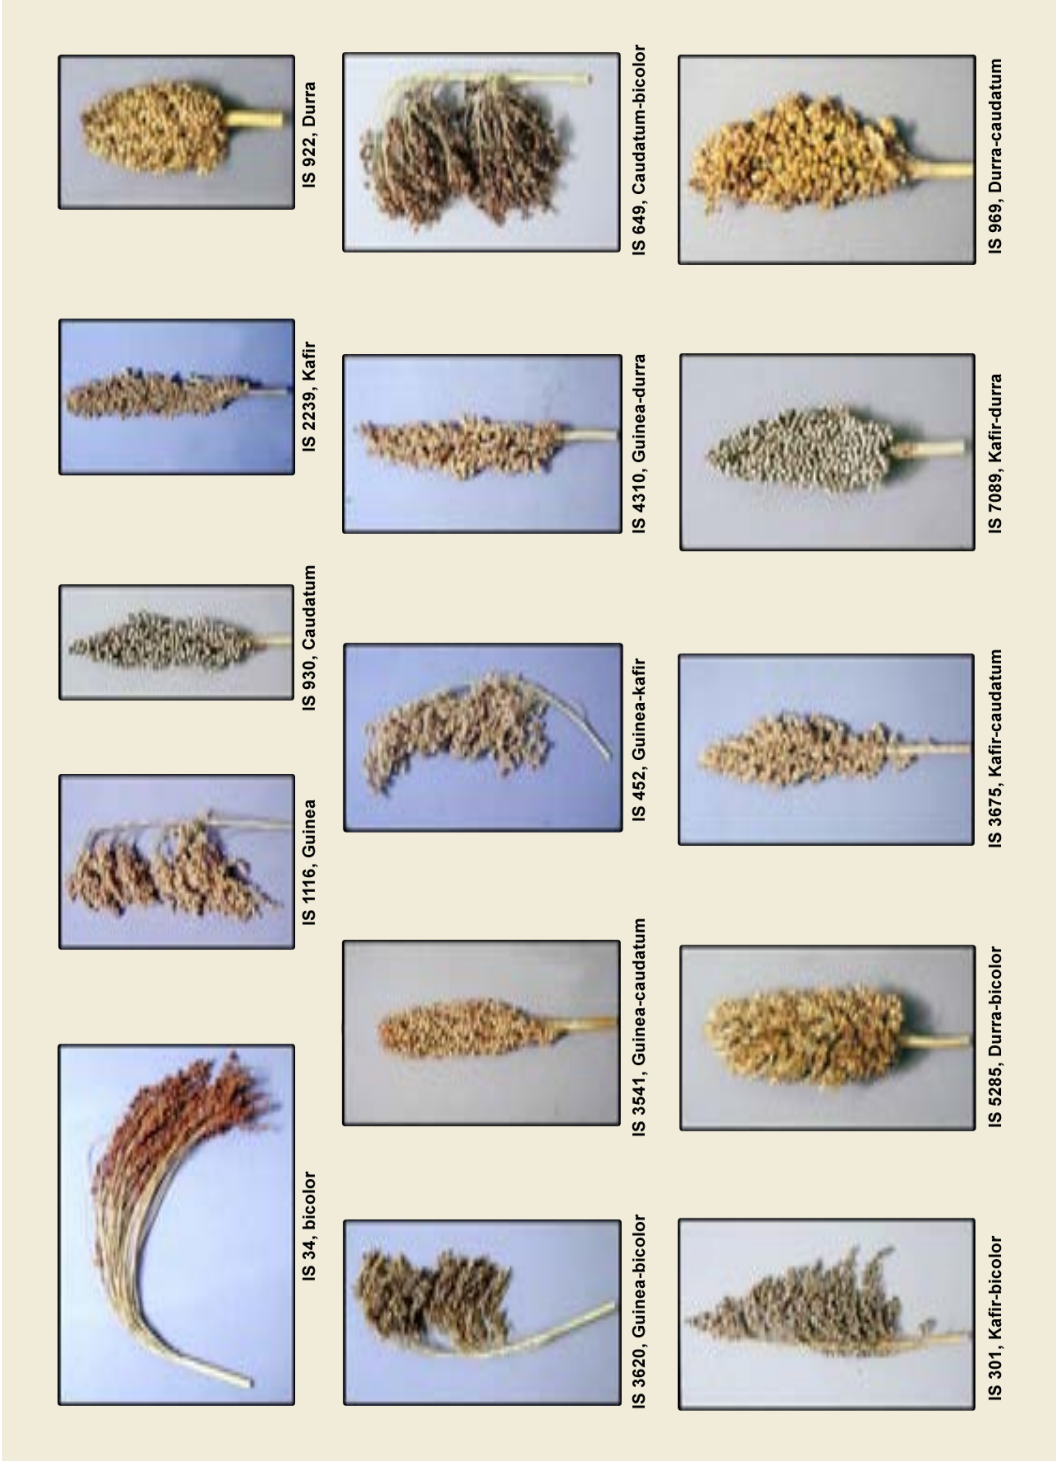 IS 34, bicolor
IS 1116, Guinea
IS 930, Caudatum
IS 2239, Kafir
IS 922, Durra
IS 3620, Guinea-bicolor
IS 3541, Guinea-caudatum
IS 452, Guinea-kafir
IS 4310, Guinea-durra
IS 649, Caudatum-bicolor
IS 301, Kafir-bicolor
IS 5285, Durra-bicolor
IS 3675, Kafir-caudatum
IS 7089, Kafir-durra
IS 969, Durra-caudatum